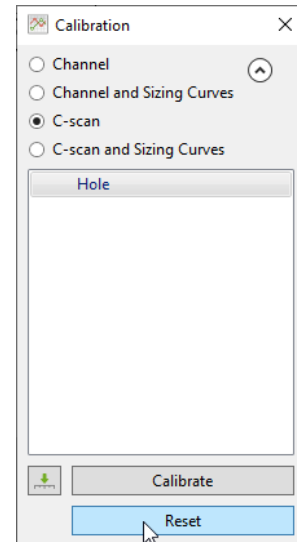 Calibration
Channel
Channel and Sizing Curves
C-scan
C-scan and Sizing Curves
Hole
Calibrate
Reset